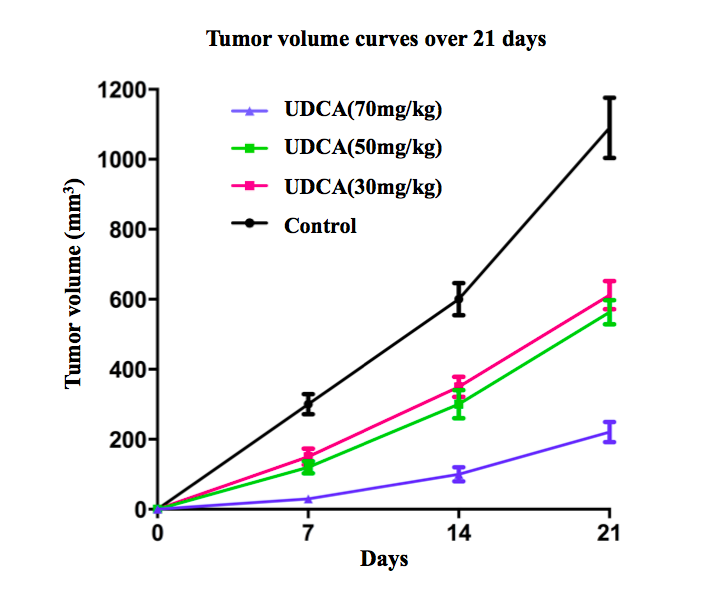 Tumor volume curves over 21 days
UDCA(70mg/kg)
UDCA(50mg/kg)
UDCA(30mg/kg)
Control
Tumor volume (mm³)
1200
1000
800
600
400
200
0
0 7 14 21
Days